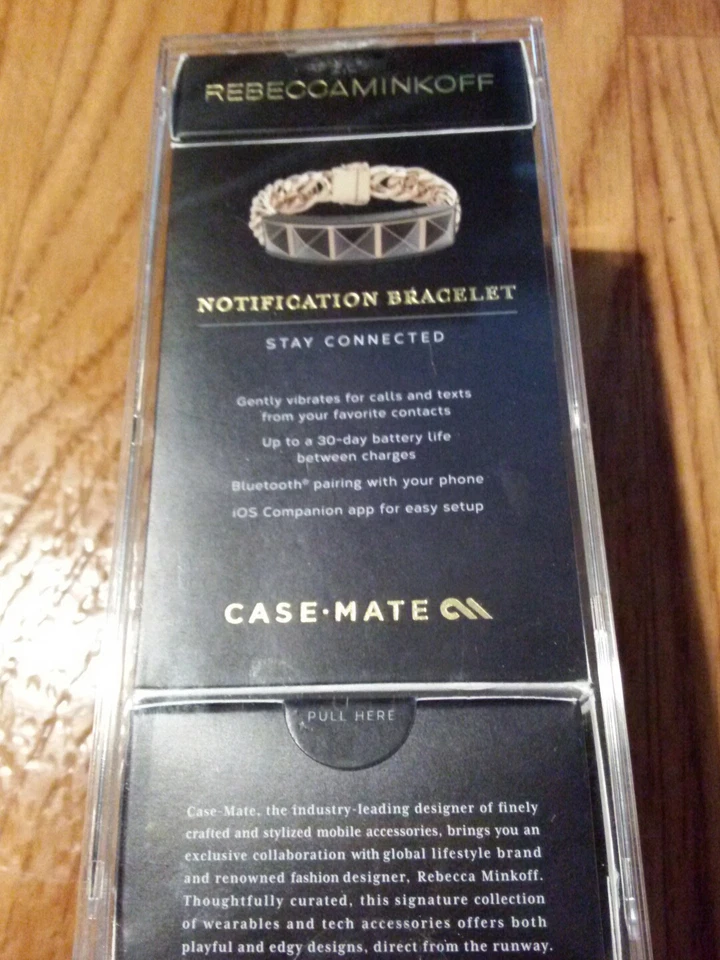 REBECCAMINKOFF
NOTIFICATION BRACELET
STAY CONNECTED
Gently vibrates for calls and texts
from your favorite contacts
Up to a 30-day battery life
between charges
Bluetooth® pairing with your phone
iOS Companion app for easy setup
CASE·MATE
PULL HERE
Case-Mate, the industry-leading designer of finely
crafted and stylized mobile accessories, brings you an
exclusive collaboration with global lifestyle brand
and renowned fashion designer, Rebecca Minkoff.
Thoughtfully curated, this signature collection
of wearables and tech accessories offers both
playful and edgy designs, direct from the runway.